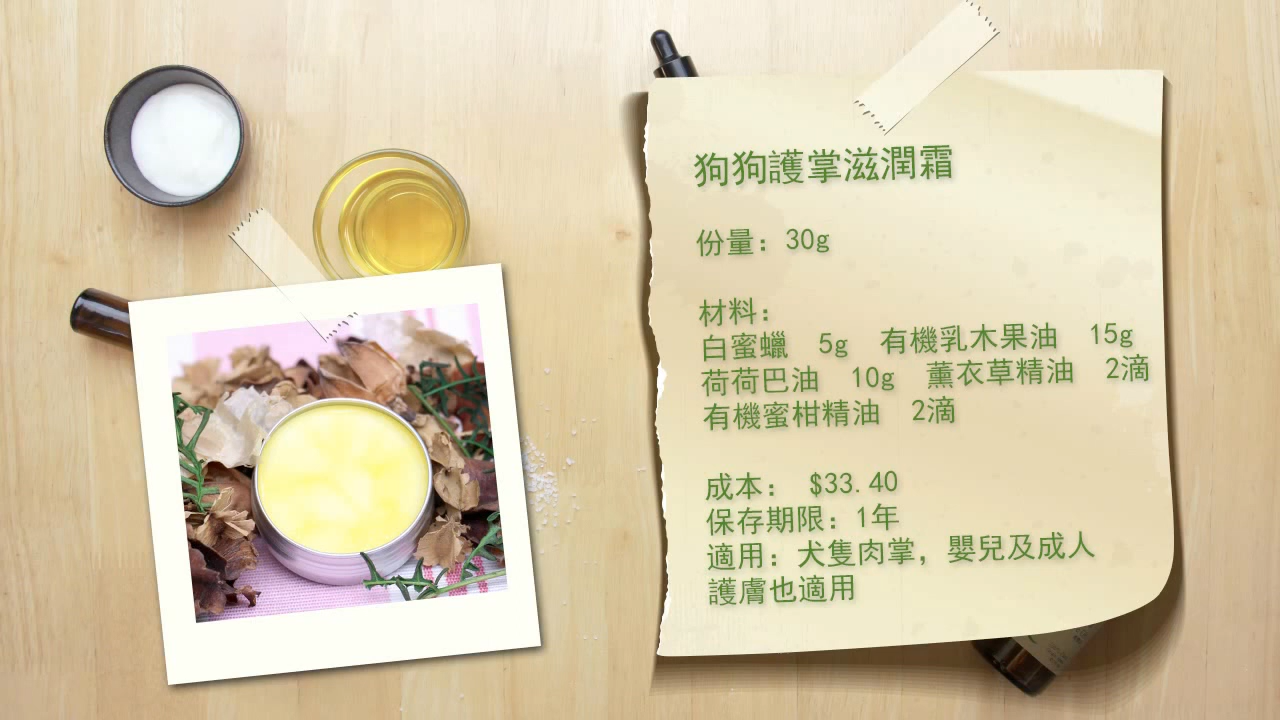 狗狗護掌滋潤霜
份量：30g
材料：
白蜜蠟 5g 有機乳木果油 15g
荷荷巴油 10g 薰衣草精油 2滴
有機蜜柑精油 2滴
成本： $33.40
保存期限：1年
適用：犬隻肉掌，嬰兒及成人
護膚也適用